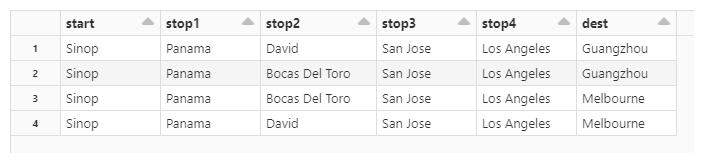 start stop1 stop2 stop3 stop4 dest
1 Sinop Panama David San Jose Los Angeles Guangzhou
2 Sinop Panama Bocas Del Toro San Jose Los Angeles Guangzhou
3 Sinop Panama Bocas Del Toro San Jose Los Angeles Melbourne
4 Sinop Panama David San Jose Los Angeles Melbourne